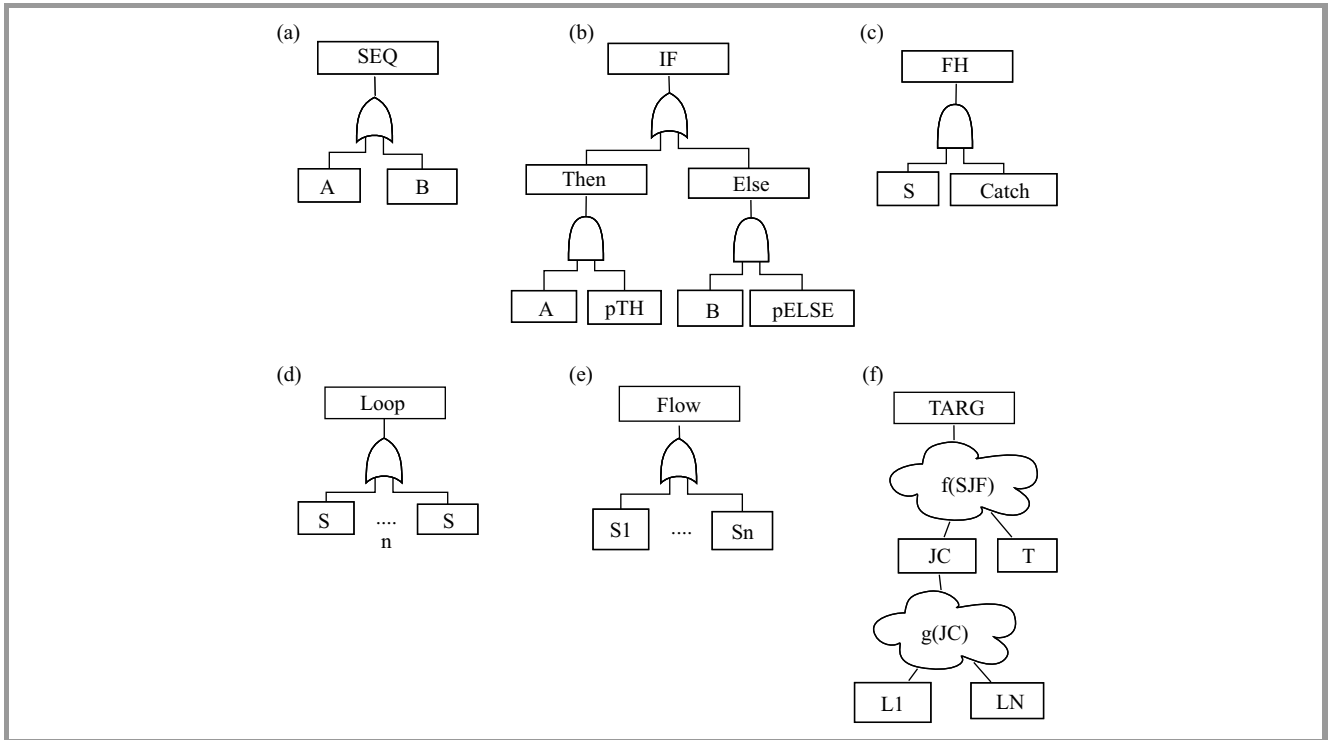 (a)
SEQ
A
B
(b)
IF
Then
Else
A
pTH
B
pELSE
(c)
FH
S
Catch
(d)
Loop
S
....
S
n
(e)
Flow
S1
....
Sn
(f)
TARG
f(SJF)
JC
T
g(JC)
L1
LN